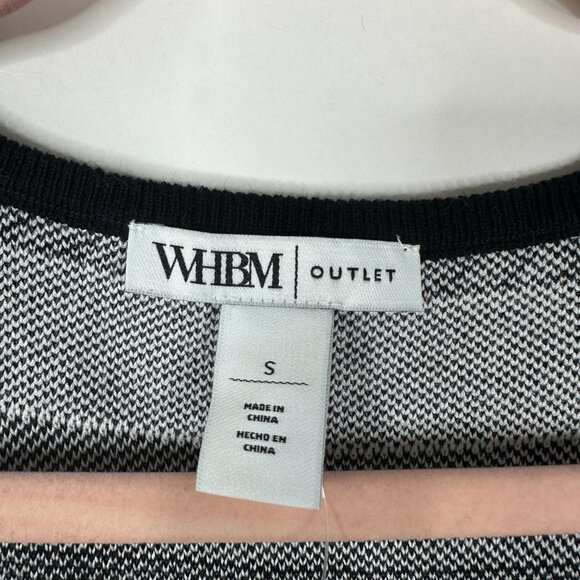 WHBM | OUTLET
S
MADE IN
CHINA
HECHO EN
CHINA